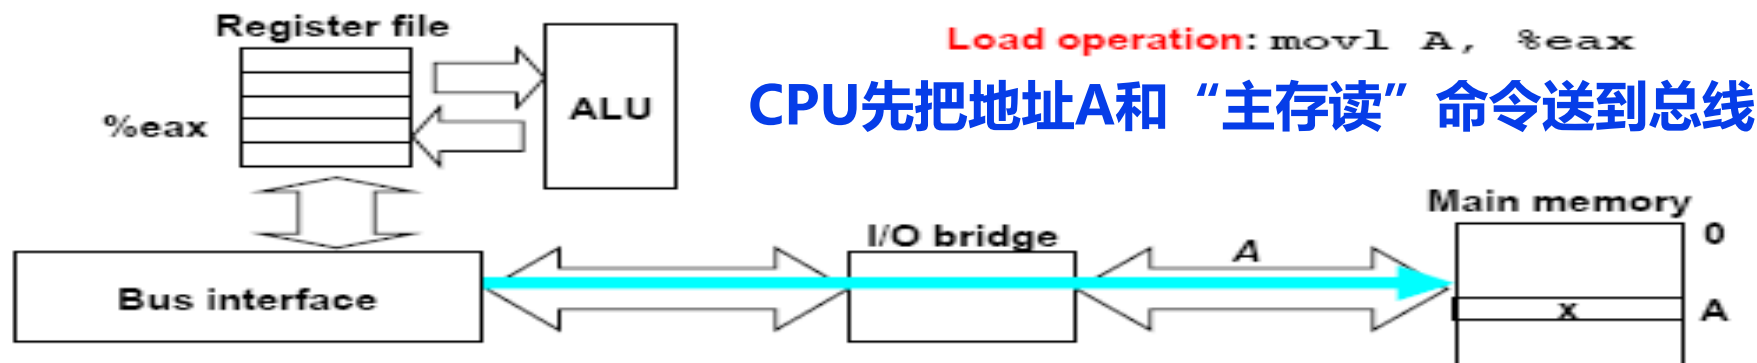 Register file
Load operation: movl A, %eax
CPU先把地址A和“主存读”命令送到总线
ALU
%eax
Main memory
I/O bridge
A
0
Bus interface
x
A